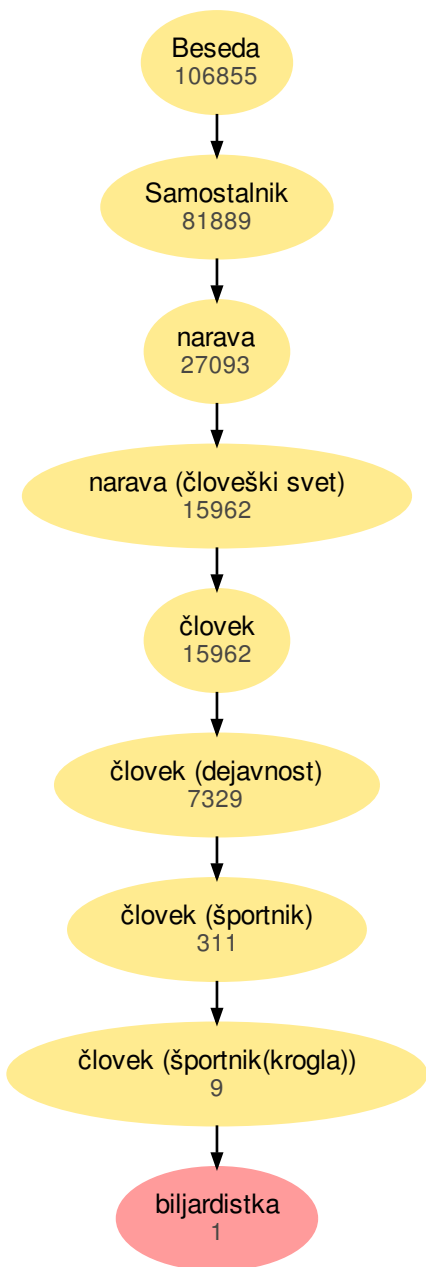 Beseda
106855
Samostalnik
81889
narava
27093
narava (človeški svet)
15962
človek
15962
človek (dejavnost)
7329
človek (športnik)
311
človek (športnik(krogla))
9
biljardistka
1